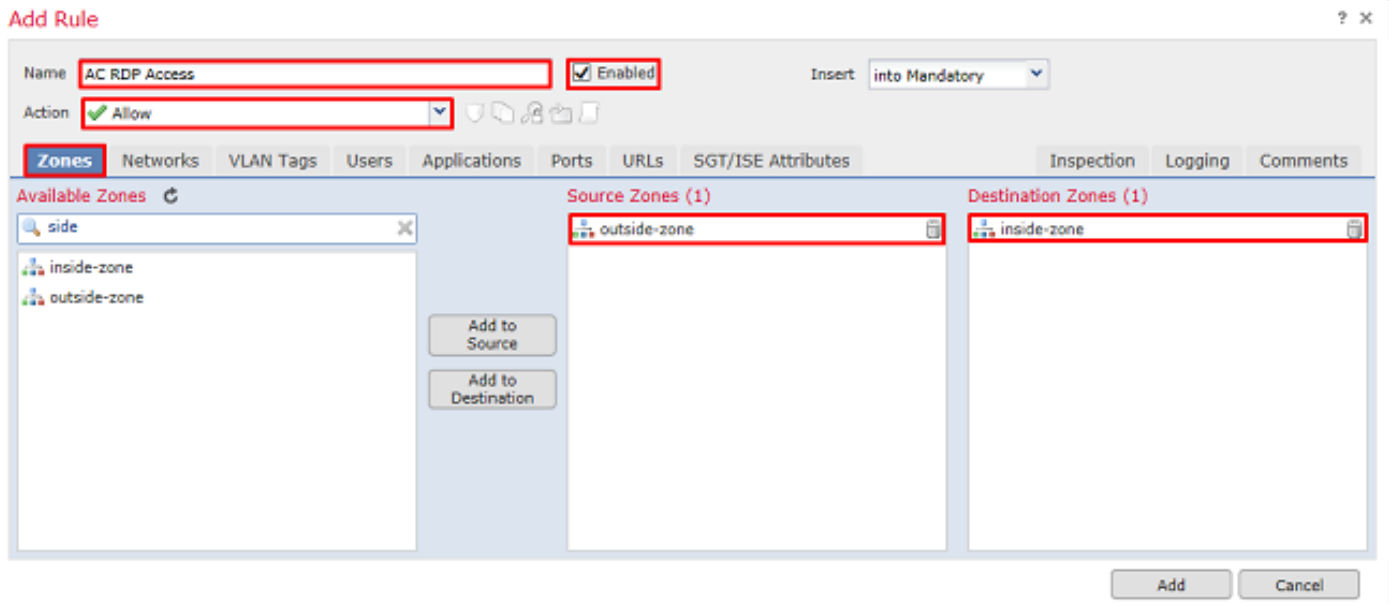 Add Rule
? ×
Name AC RDP Access Enabled Insert into Mandatory
Action Allow
Zones Networks VLAN Tags Users Applications Ports URLs SGT/ISE Attributes Inspection Logging Comments
Available Zones Source Zones (1) Destination Zones (1)
side outside-zone inside-zone
inside-zone
outside-zone
Add to
Source
Add to
Destination
Add Cancel